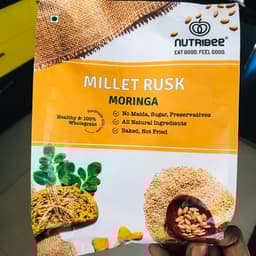 NUTRIBEE
EAT GOOD. FEEL GOOD.
MILLET RUSK
MORINGA
Healthy & 100%
Wholegrain
No Maida, Sugar, Preservatives
All Natural Ingredients
Baked, Not Fried